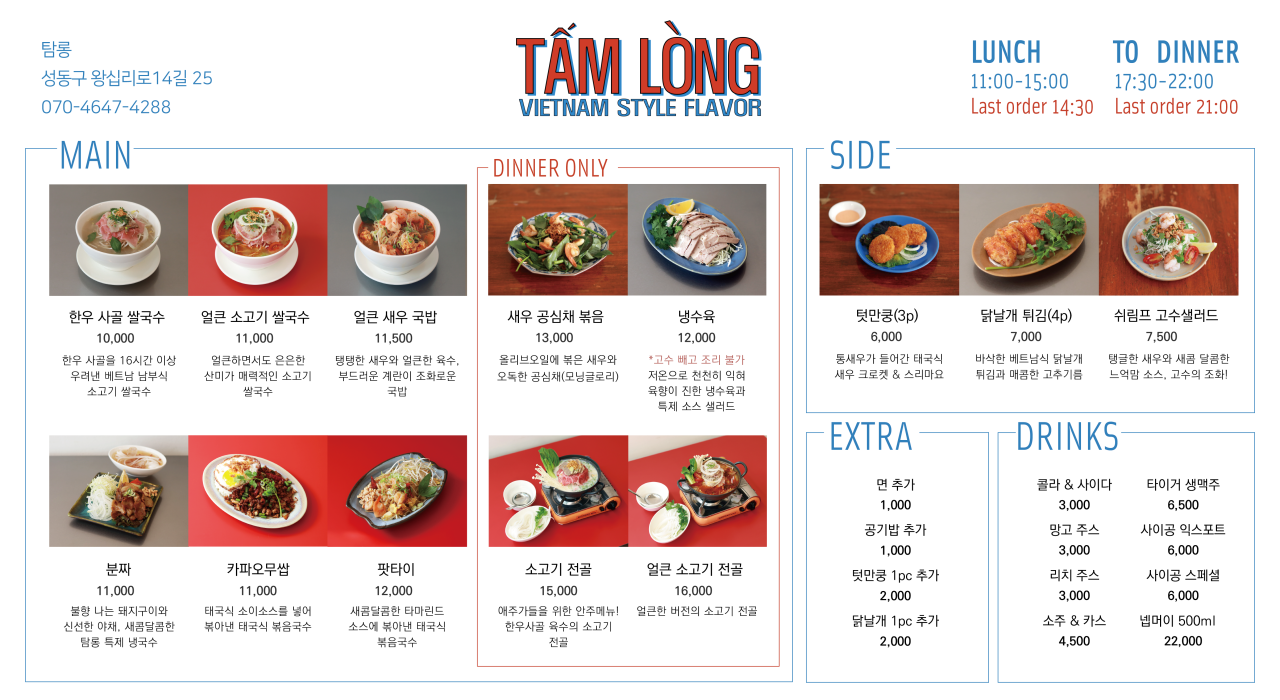 탐롱
성동구 왕십리로14길 25
070-4647-4288
TẤM LÒNG
VIETNAM STYLE FLAVOR
LUNCH
11:00-15:00
Last order 14:30
TO DINNER
17:30-22:00
Last order 21:00
MAIN
한우 사골 쌀국수
10,000
한우 사골을 16시간 이상
우려낸 베트남 남부식
소고기 쌀국수
얼큰 소고기 쌀국수
11,000
얼큰하면서도 은은한
산미가 매력적인 소고기
쌀국수
얼큰 새우 국밥
11,500
탱탱한 새우와 얼큰한 육수,
부드러운 계란이 조화로운
국밥
분짜
11,000
불향 나는 돼지구이와
신선한 야채, 새콤달콤한
탐롱 특제 냉국수
카파오무쌉
11,000
태국식 소이소스를 넣어
볶아낸 태국식 볶음국수
팟타이
12,000
새콤달콤한 타마린드
소스에 볶아낸 태국식
볶음국수
DINNER ONLY
새우 공심채 볶음
13,000
올리브오일에 볶은 새우와
오독한 공심채(모닝글로리)
냉수육
12,000
*고수 빼고 조리 불가
저온으로 천천히 익혀
육향이 진한 냉수육과
특제 소스 샐러드
소고기 전골
15,000
애주가들을 위한 안주메뉴!
한우사골 육수의 소고기
전골
얼큰 소고기 전골
16,000
얼큰한 버전의 소고기 전골
SIDE
텃만쿵(3p)
6,000
통새우가 들어간 태국식
새우 크로켓 & 스리마요
닭날개 튀김(4p)
7,000
바삭한 베트남식 닭날개
튀김과 매콤한 고추기름
쉬림프 고수샐러드
7,500
탱글한 새우와 새콤 달콤한
느억맘 소스, 고수의 조화!
EXTRA
면 추가
1,000
공기밥 추가
1,000
텃만쿵 1pc 추가
2,000
닭날개 1pc 추가
2,000
DRINKS
콜라 & 사이다
3,000
망고 주스
3,000
리치 주스
3,000
소주 & 카스
4,500
타이거 생맥주
6,500
사이공 익스포트
6,000
사이공 스페셜
6,000
넵머이 500ml
22,000